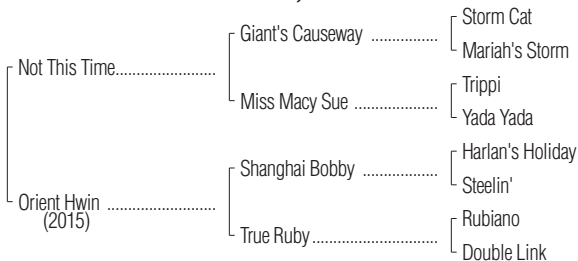 Storm Cat
Giant's Causeway ................
Mariah's Storm
Not This Time........................
Trippi
Miss Macy Sue ....................
Yada Yada
Harlan's Holiday
Shanghai Bobby ..................
Steelin'
Orient Hwin ..........................
(2015)
Rubiano
True Ruby..............................
Double Link